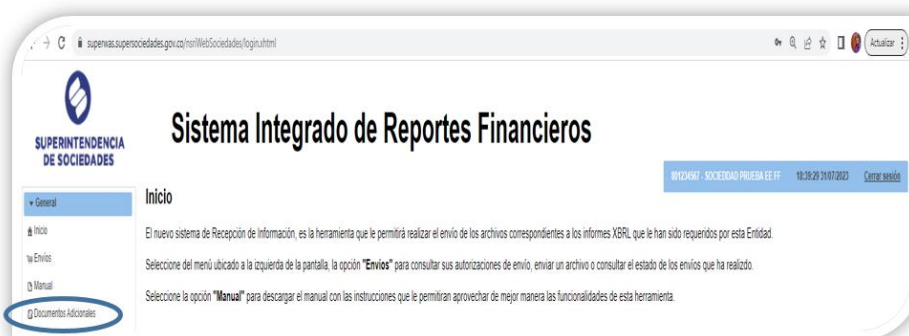 superwas.supersociedades.gov.co/nsriWebSociedades/login.xhtml
Actualizar
SUPERINTENDENCIA
DE SOCIEDADES
Sistema Integrado de Reportes Financieros
001234567 - SOCIEDDAD PRUEBA EE FF 18:39:29 31/07/2023 Cerrar sesión
General
Inicio
Inicio
El nuevo sistema de Recepción de Información, es la herramienta que le permitirá realizar el envío de los archivos correspondientes a los informes XBRL que le han sido requeridos por esta Entidad.
Envíos
Seleccione del menú ubicado a la izquierda de la pantalla, la opción "Envíos" para consultar sus autorizaciones de envío, enviar un archivo o consultar el estado de los envíos que ha realizdo.
Manual
Seleccione la opción "Manual" para descargar el manual con las instrucciones que le permitiran aprovechar de mejor manera las funcionalidades de esta herramienta.
Documentos Adicionales